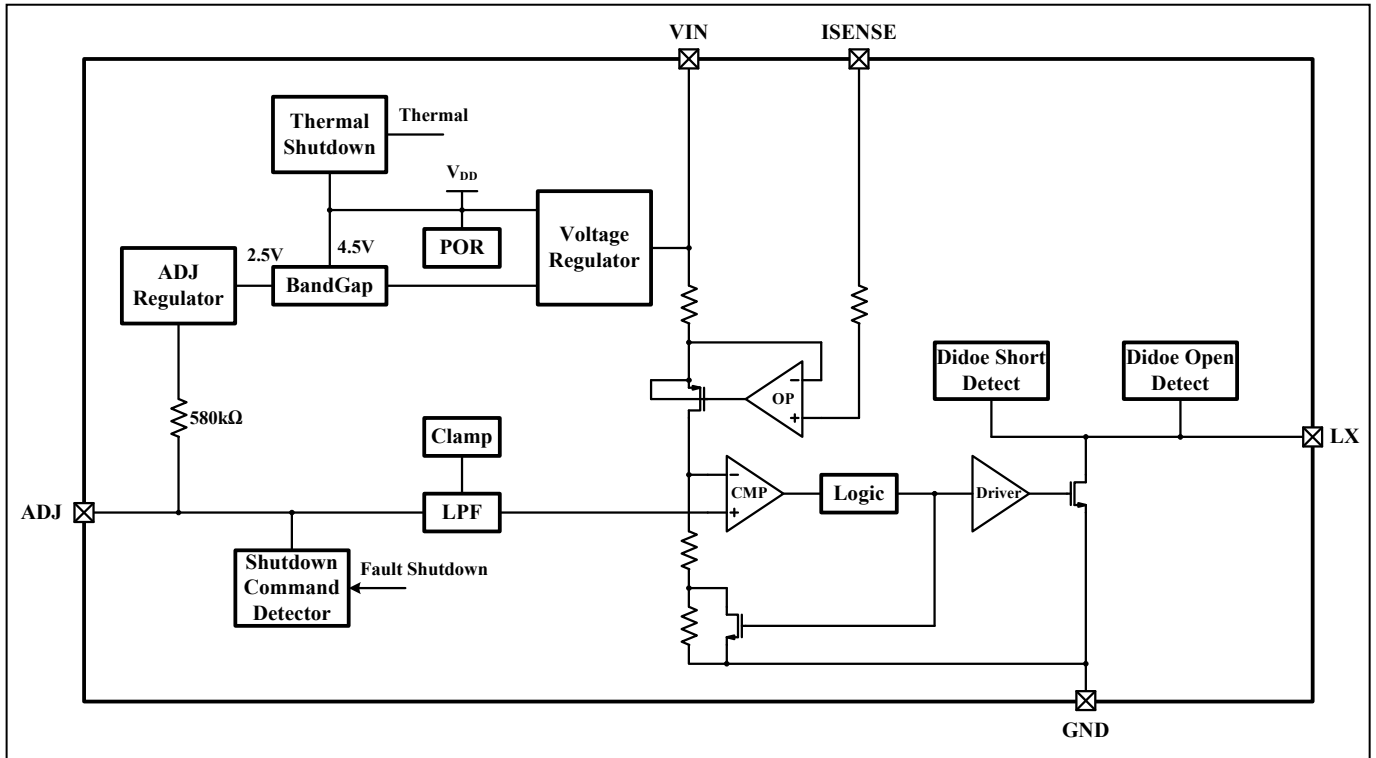 VIN
ISENSE
Thermal
Shutdown
Thermal
VDD
POR
Voltage
Regulator
2.5V
4.5V
ADJ
Regulator
BandGap
580kΩ
−
OP
+
Didoe Short
Detect
Didoe Open
Detect
LX
Clamp
ADJ
LPF
−
CMP
+
Logic
Driver
Shutdown
Command
Detector
Fault Shutdown
GND